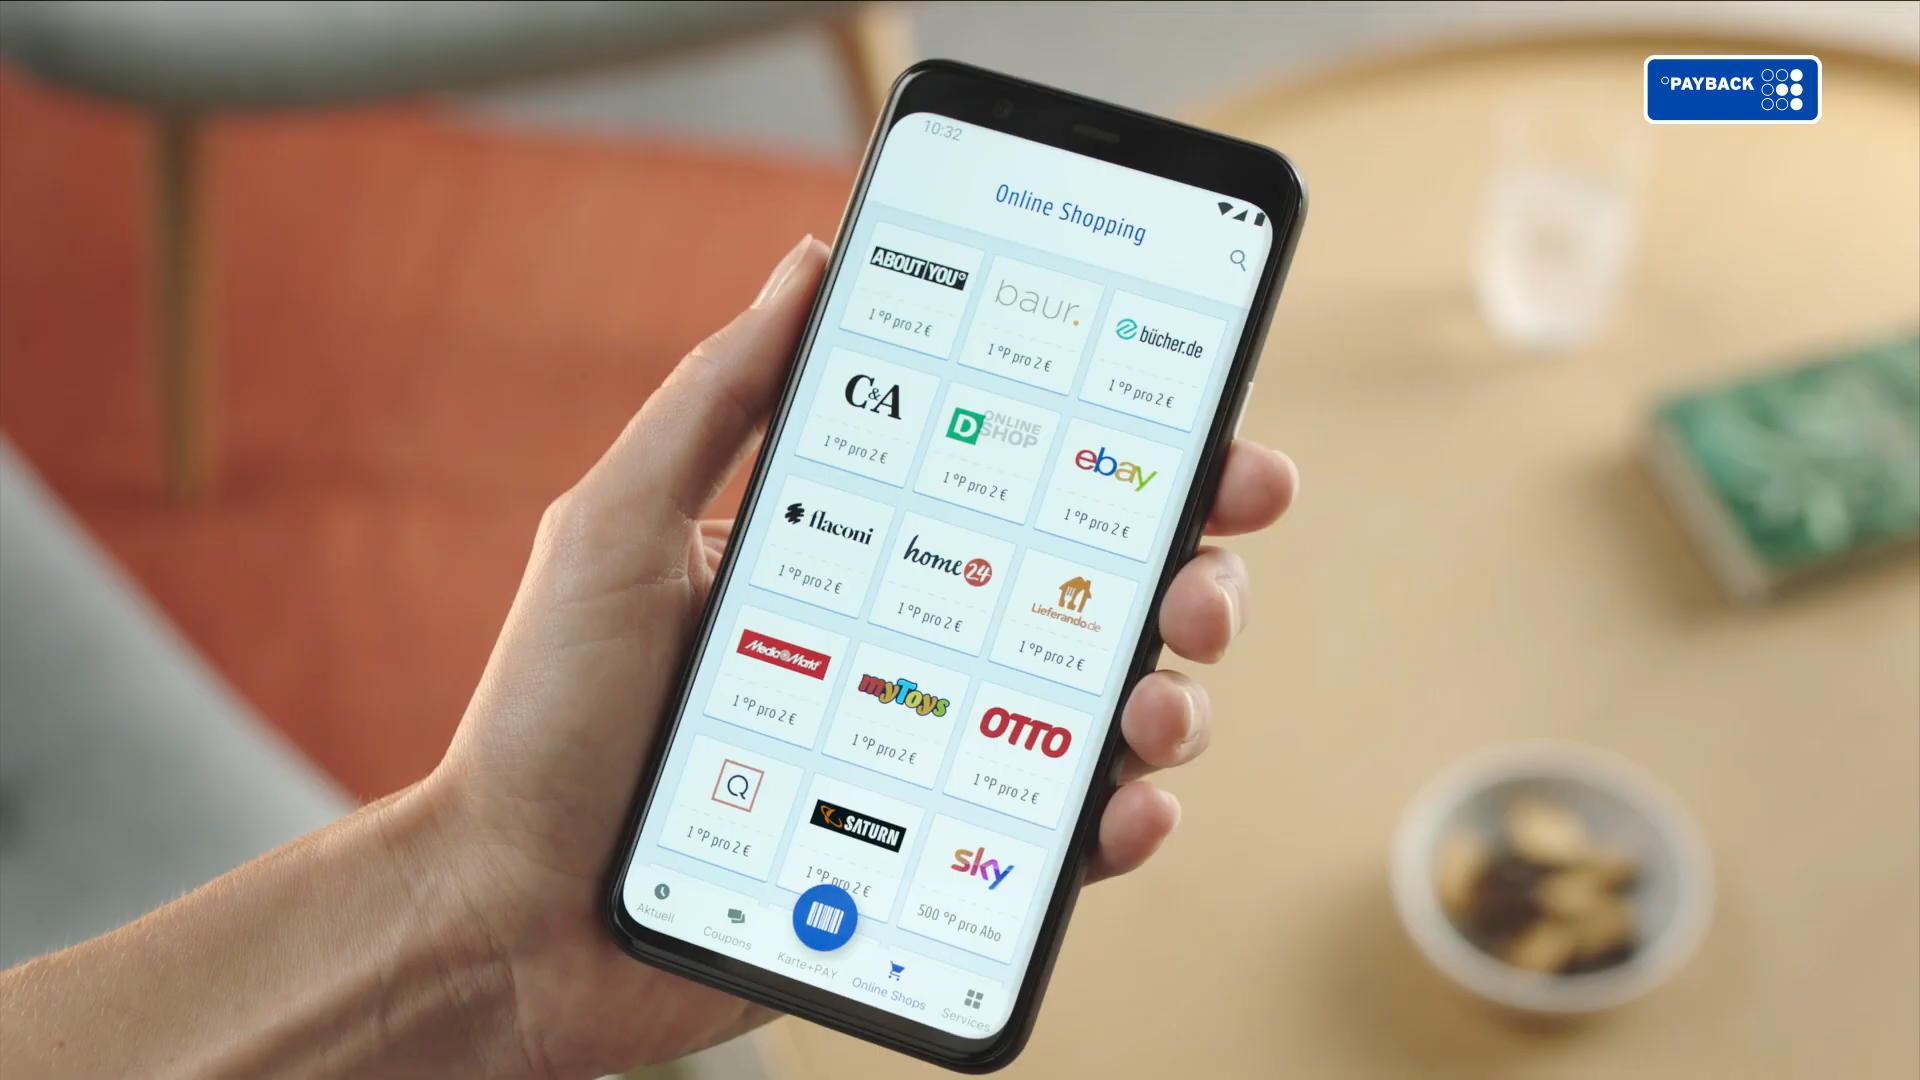 °PAYBACK
10:32
Online Shopping
ABOUT YOU°
1 °P pro 2 €
baur.
1 °P pro 2 €
bücher.de
1 °P pro 2 €
C&A
1 °P pro 2 €
D ONLINE SHOP
1 °P pro 2 €
ebay
1 °P pro 2 €
flaconi
1 °P pro 2 €
home24
1 °P pro 2 €
Lieferando.de
1 °P pro 2 €
MediaMarkt
1 °P pro 2 €
myToys
1 °P pro 2 €
OTTO
1 °P pro 2 €
Q
1 °P pro 2 €
SATURN
1 °P pro 2 €
sky
500 °P pro Abo
Aktuell
Coupons
Karte+PAY
Online Shops
Services